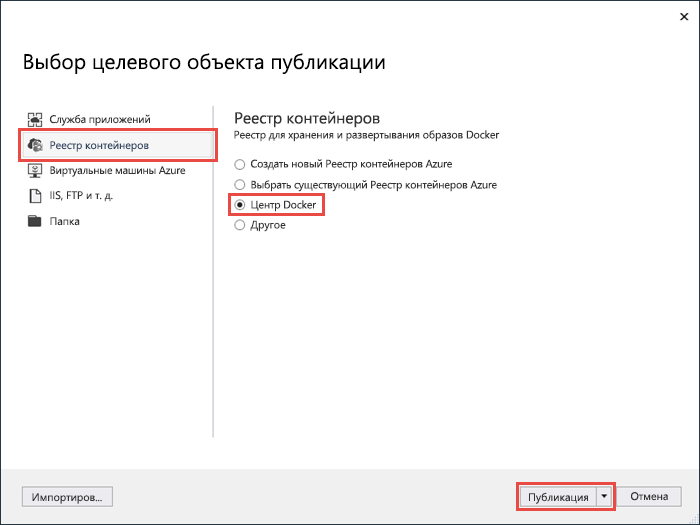 Выбор целевого объекта публикации
Служба приложений
Реестр контейнеров
Виртуальные машины Azure
IIS, FTP и т. д.
Папка
Реестр контейнеров
Реестр для хранения и развертывания образов Docker
Создать новый Реестр контейнеров Azure
Выбрать существующий Реестр контейнеров Azure
Центр Docker
Другое
Импортиров...
Публикация
Отмена